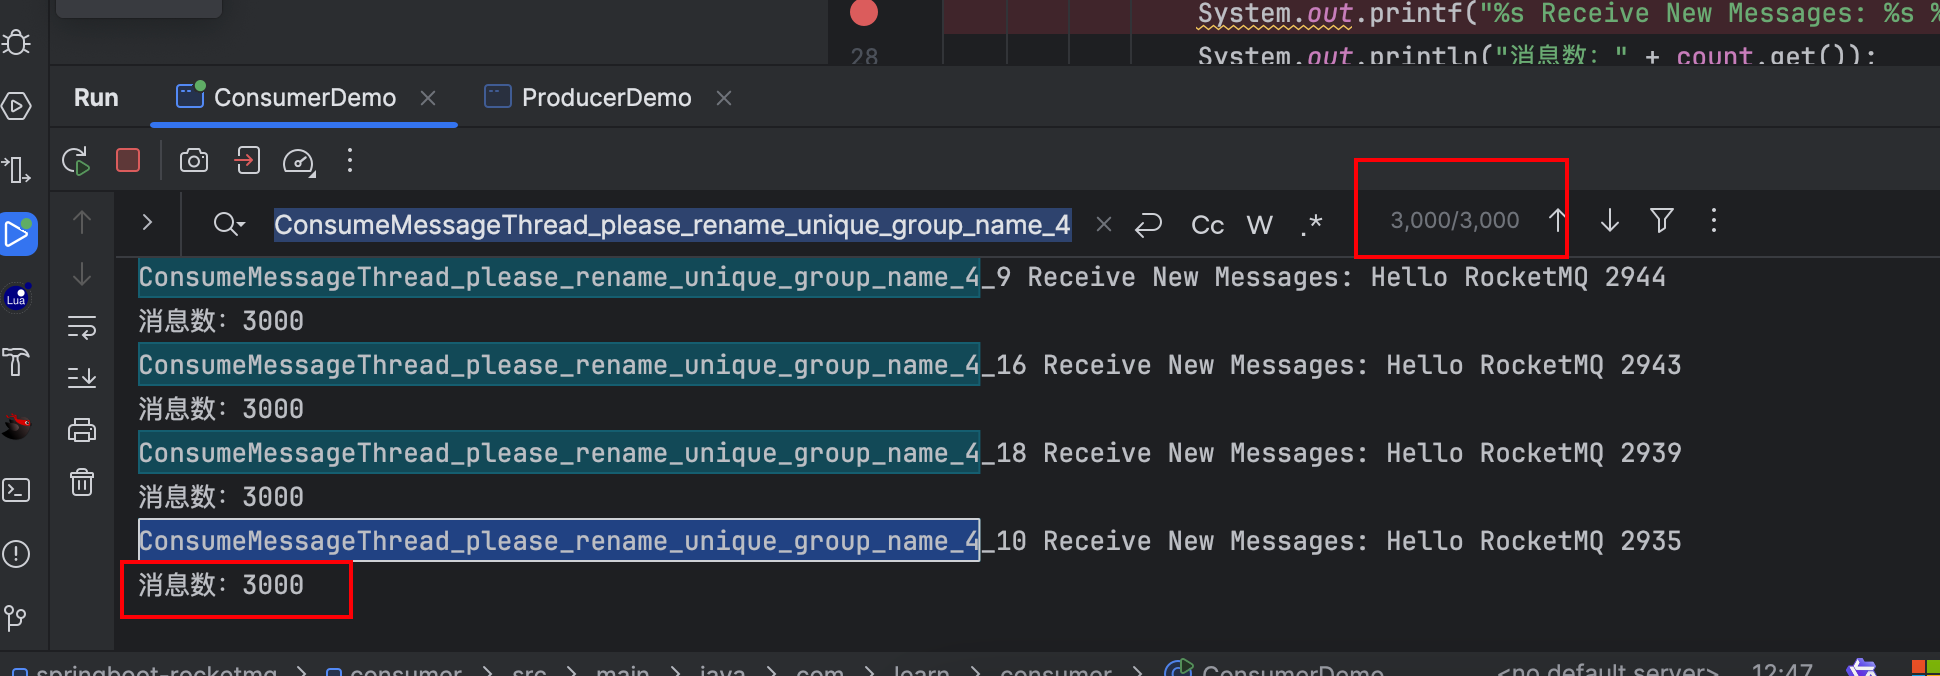 System.out.printf("%s Receive New Messages: %s %
28
System.out.println("消息数: " + count.get());
Run ConsumerDemo ProducerDemo
ConsumeMessageThread_please_rename_unique_group_name_4 Cc W .* 3,000/3,000
ConsumeMessageThread_please_rename_unique_group_name_4_9 Receive New Messages: Hello RocketMQ 2944
消息数: 3000
ConsumeMessageThread_please_rename_unique_group_name_4_16 Receive New Messages: Hello RocketMQ 2943
消息数: 3000
ConsumeMessageThread_please_rename_unique_group_name_4_18 Receive New Messages: Hello RocketMQ 2939
消息数: 3000
ConsumeMessageThread_please_rename_unique_group_name_4_10 Receive New Messages: Hello RocketMQ 2935
消息数: 3000
Lua
springboot-rocketmq > consumer > src > main > java > com > learn > consumer > ConsumerDemo <no default server> 12:47